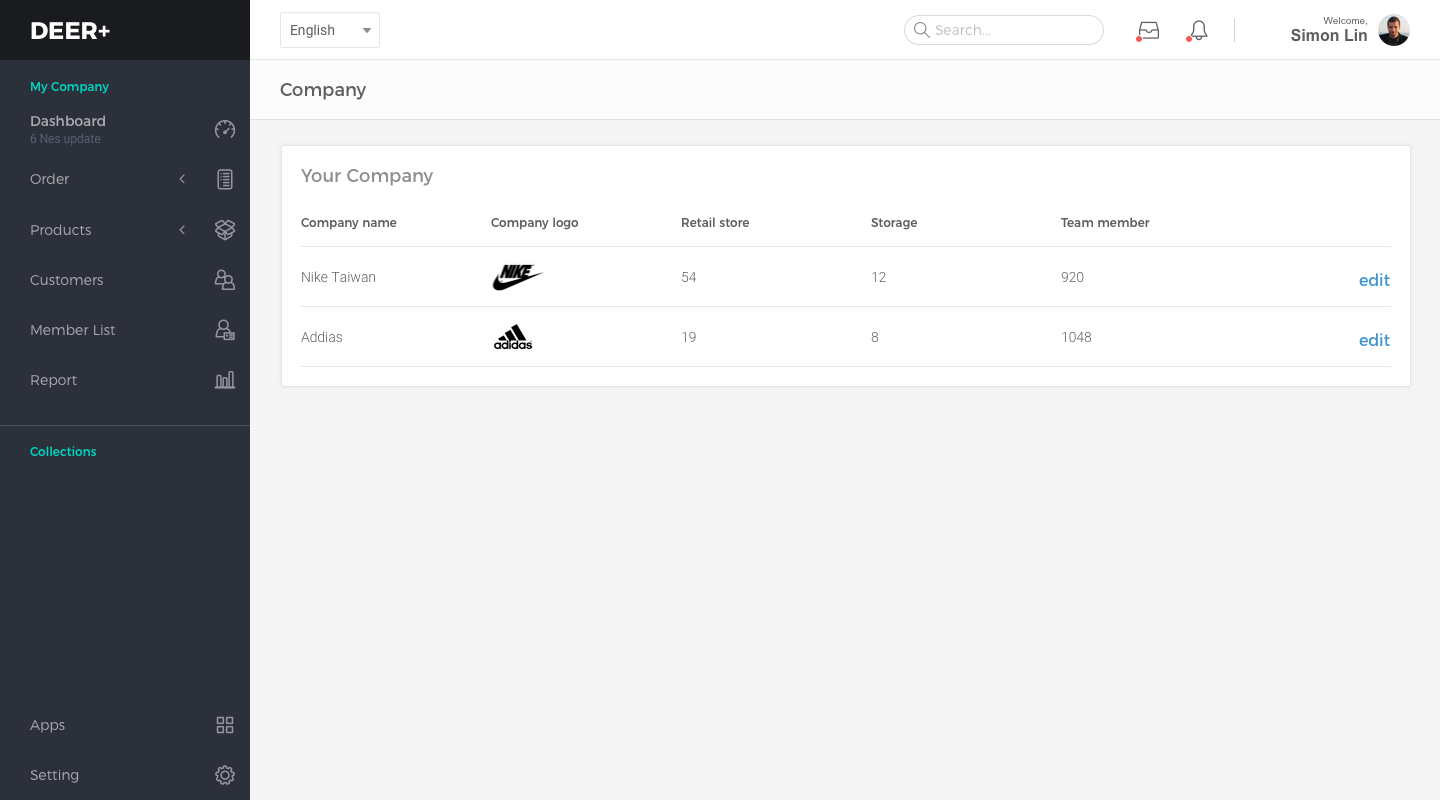 DEER+
English
Search...
Welcome,
Simon Lin
My Company
Dashboard
6 Nes update
Order
Products
Customers
Member List
Report
Collections
Apps
Setting
Company
Your Company
Company name Company logo Retail store Storage Team member
Nike Taiwan NIKE 54 12 920 edit
Addias adidas 19 8 1048 edit